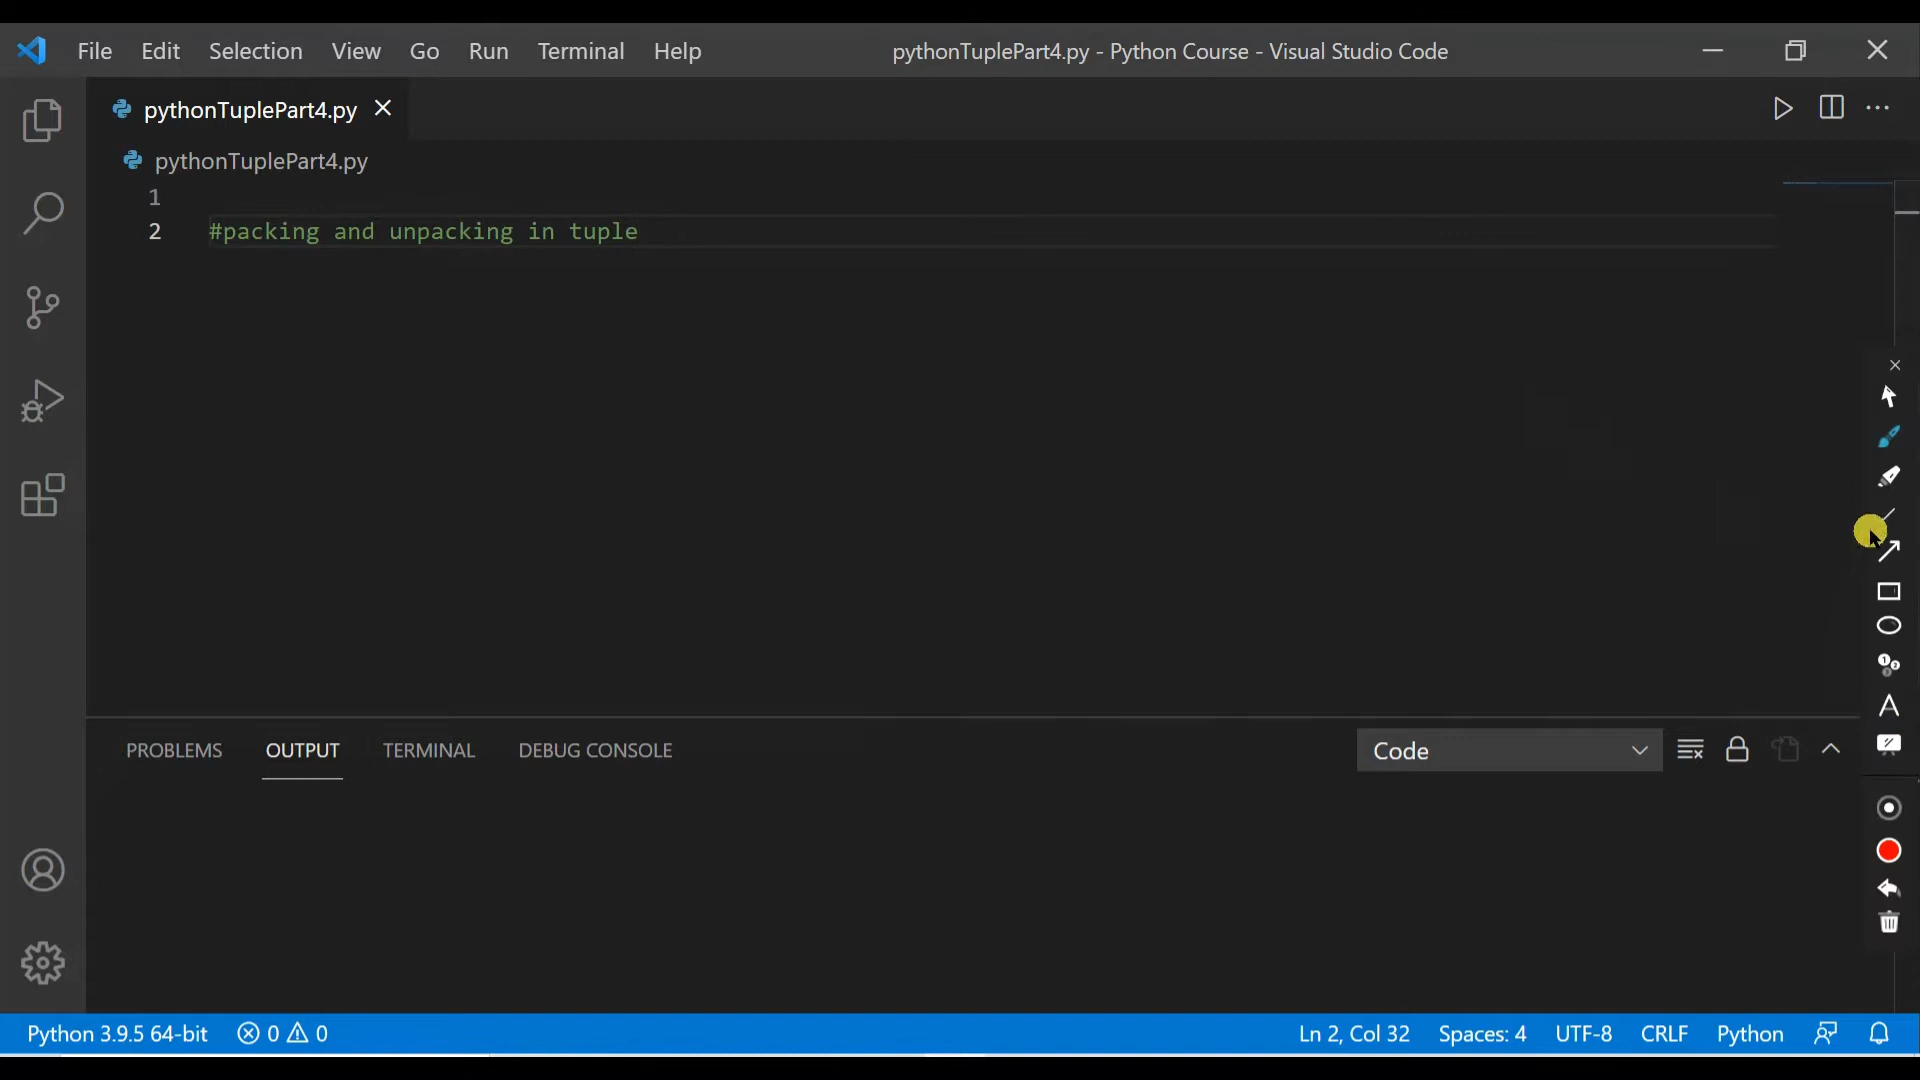 File Edit Selection View Go Run Terminal Help pythonTuplePart4.py - Python Course - Visual Studio Code
pythonTuplePart4.py
pythonTuplePart4.py
1
2 #packing and unpacking in tuple
PROBLEMS OUTPUT TERMINAL DEBUG CONSOLE Code
Python 3.9.5 64-bit 0 0 Ln 2, Col 32 Spaces: 4 UTF-8 CRLF Python